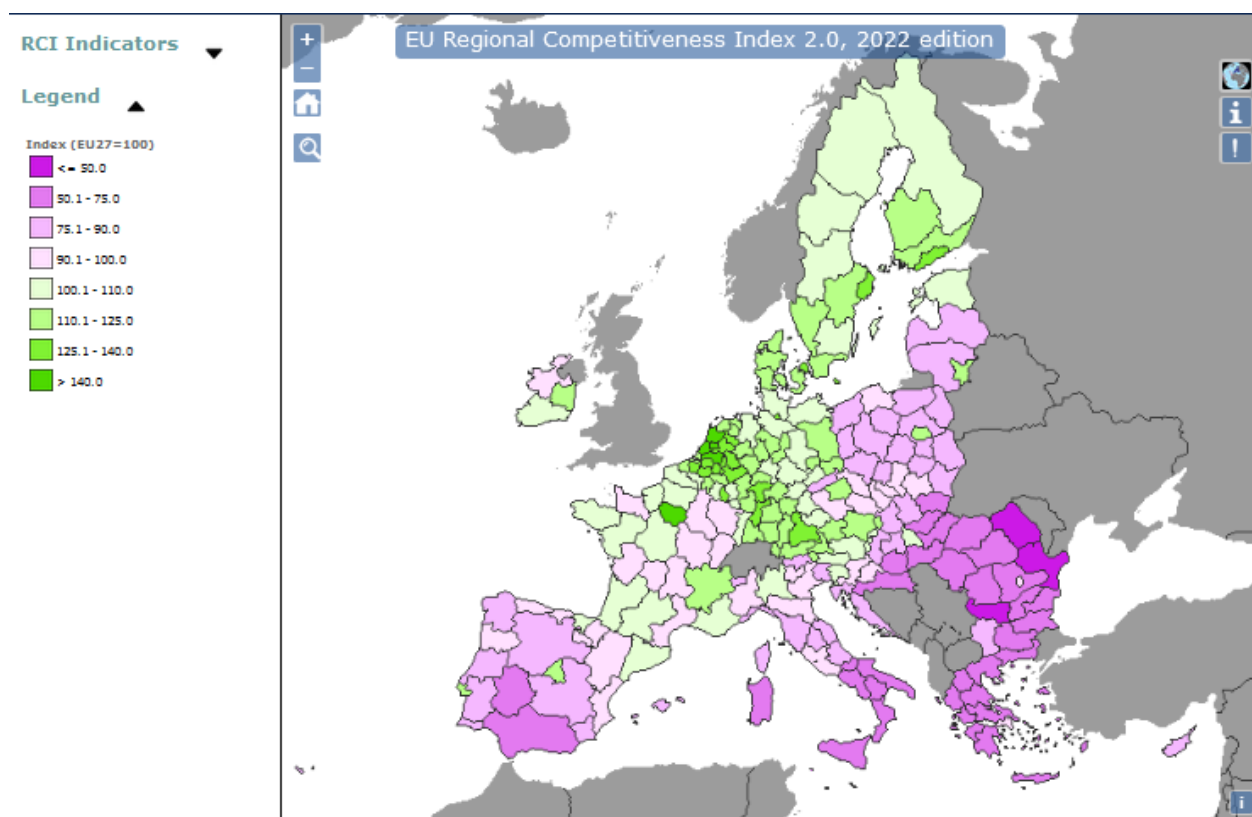 RCI Indicators
Legend
Index (EU27=100)
<= 50.0
50.1 - 75.0
75.1 - 90.0
90.1 - 100.0
100.1 - 110.0
110.1 - 125.0
125.1 - 140.0
> 140.0
EU Regional Competitiveness Index 2.0, 2022 edition
+
−
i
!
i